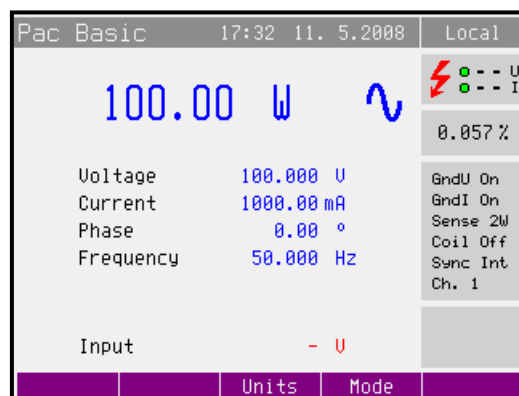 Pac Basic 17:32 11. 5.2008 Local
U
I
100.00 W
0.057 %
Voltage 100.000 V
Current 1000.00 mA
Phase 0.00 °
Frequency 50.000 Hz
GndU On
GndI On
Sense 2W
Coil Off
Sync Int
Ch. 1
Input - V
Units Mode